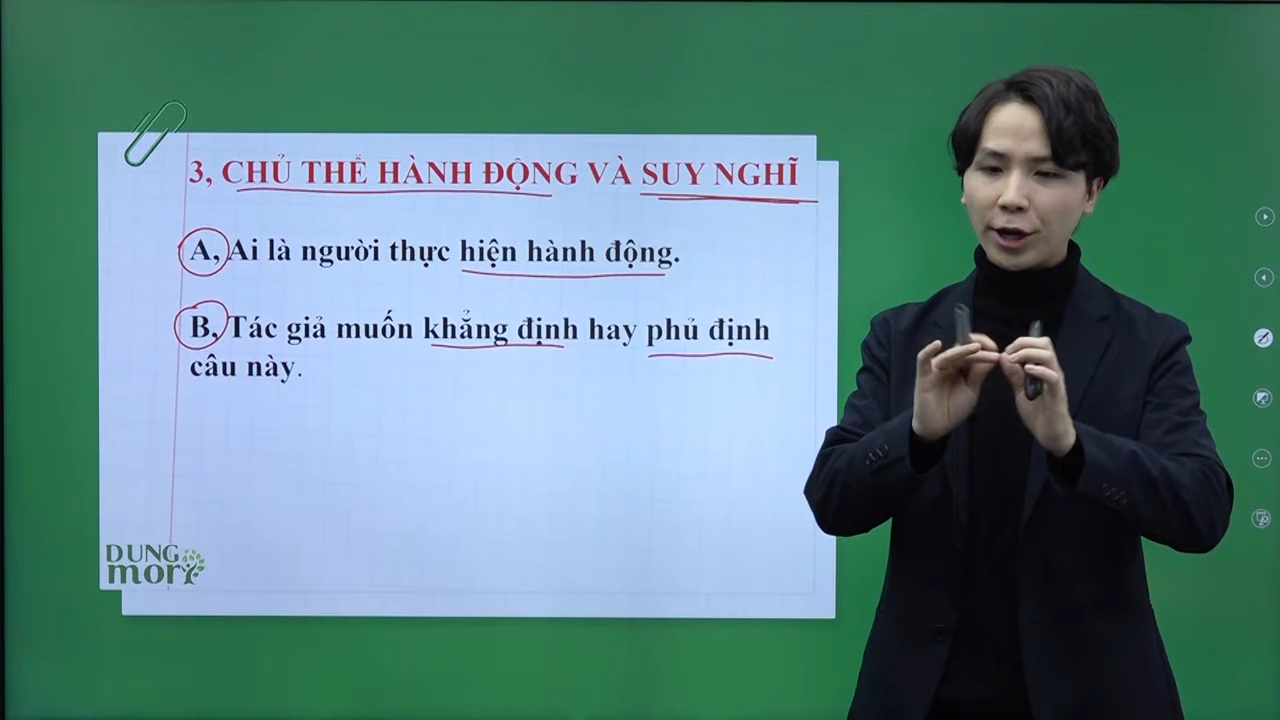 3, CHỦ THỂ HÀNH ĐỘNG VÀ SUY NGHĨ
A, Ai là người thực hiện hành động.
B, Tác giả muốn khẳng định hay phủ định
câu này.
DUNG
mori